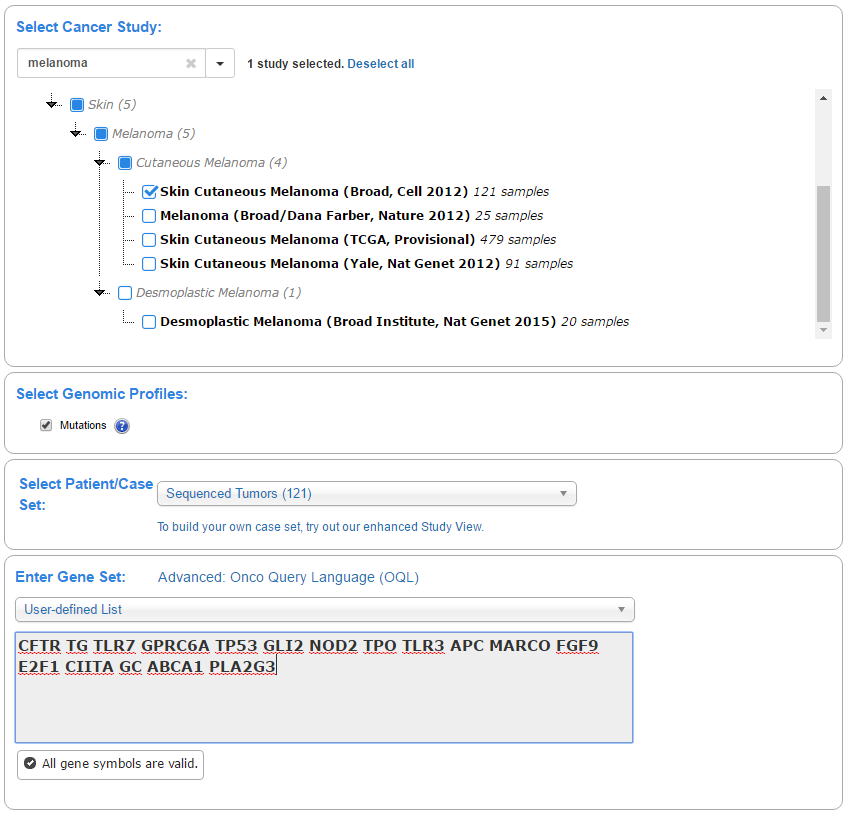 Select Cancer Study:
melanoma
1 study selected. Deselect all
Skin (5)
Melanoma (5)
Cutaneous Melanoma (4)
Skin Cutaneous Melanoma (Broad, Cell 2012) 121 samples
Melanoma (Broad/Dana Farber, Nature 2012) 25 samples
Skin Cutaneous Melanoma (TCGA, Provisional) 479 samples
Skin Cutaneous Melanoma (Yale, Nat Genet 2012) 91 samples
Desmoplastic Melanoma (1)
Desmoplastic Melanoma (Broad Institute, Nat Genet 2015) 20 samples
Select Genomic Profiles:
Mutations ?
Select Patient/Case
Set:
Sequenced Tumors (121)
To build your own case set, try out our enhanced Study View.
Enter Gene Set: Advanced: Onco Query Language (OQL)
User-defined List
CFTR TG TLR7 GPRC6A TP53 GLI2 NOD2 TPO TLR3 APC MARCO FGF9
E2F1 CIITA GC ABCA1 PLA2G3
All gene symbols are valid.